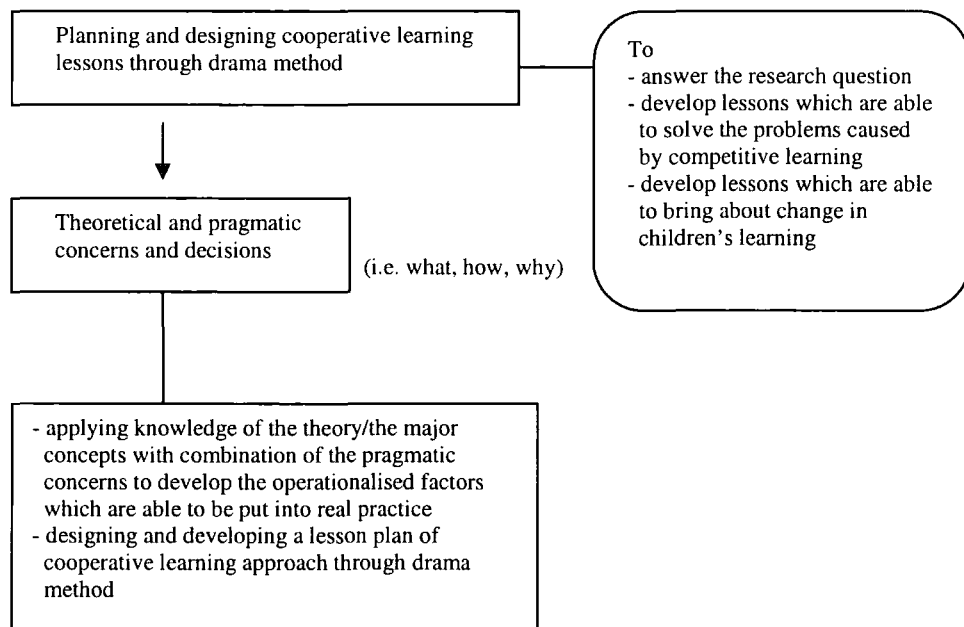 Planning and designing cooperative learning
lessons through drama method
To
- answer the research question
- develop lessons which are able
to solve the problems caused
by competitive learning
- develop lessons which are able
to bring about change in
children's learning
Theoretical and pragmatic
concerns and decisions
(i.e. what, how, why)
- applying knowledge of the theory/the major
concepts with combination of the pragmatic
concerns to develop the operationalised factors
which are able to be put into real practice
- designing and developing a lesson plan of
cooperative learning approach through drama
method